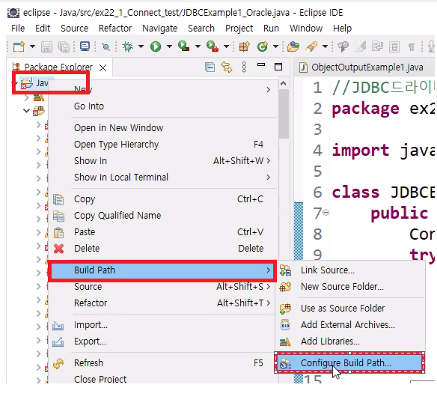 eclipse - Java/src/ex22_1_Connect_test/JDBCExample1_Oracle.java - Eclipse IDE
File Edit Source Refactor Navigate Search Project Run Window Help
Package Explorer
ObjectOutputExample1.java
Java
New
Go Into
Open in New Window
Open Type Hierarchy F4
Show In Alt+Shift+W >
Show in Local Terminal >
Copy Ctrl+C
Copy Qualified Name
Paste Ctrl+V
Delete Delete
Build Path >
Source Alt+Shift+S >
Refactor Alt+Shift+T >
Import...
Export...
Refresh F5
Close Project
Link Source...
New Source Folder...
Use as Source Folder
Add External Archives...
Add Libraries...
Configure Build Path...
1 //JDBC드라이
2 package ex2
3
4 import java
5
6 class JDBCE
7 public
8 Con
9 try
15